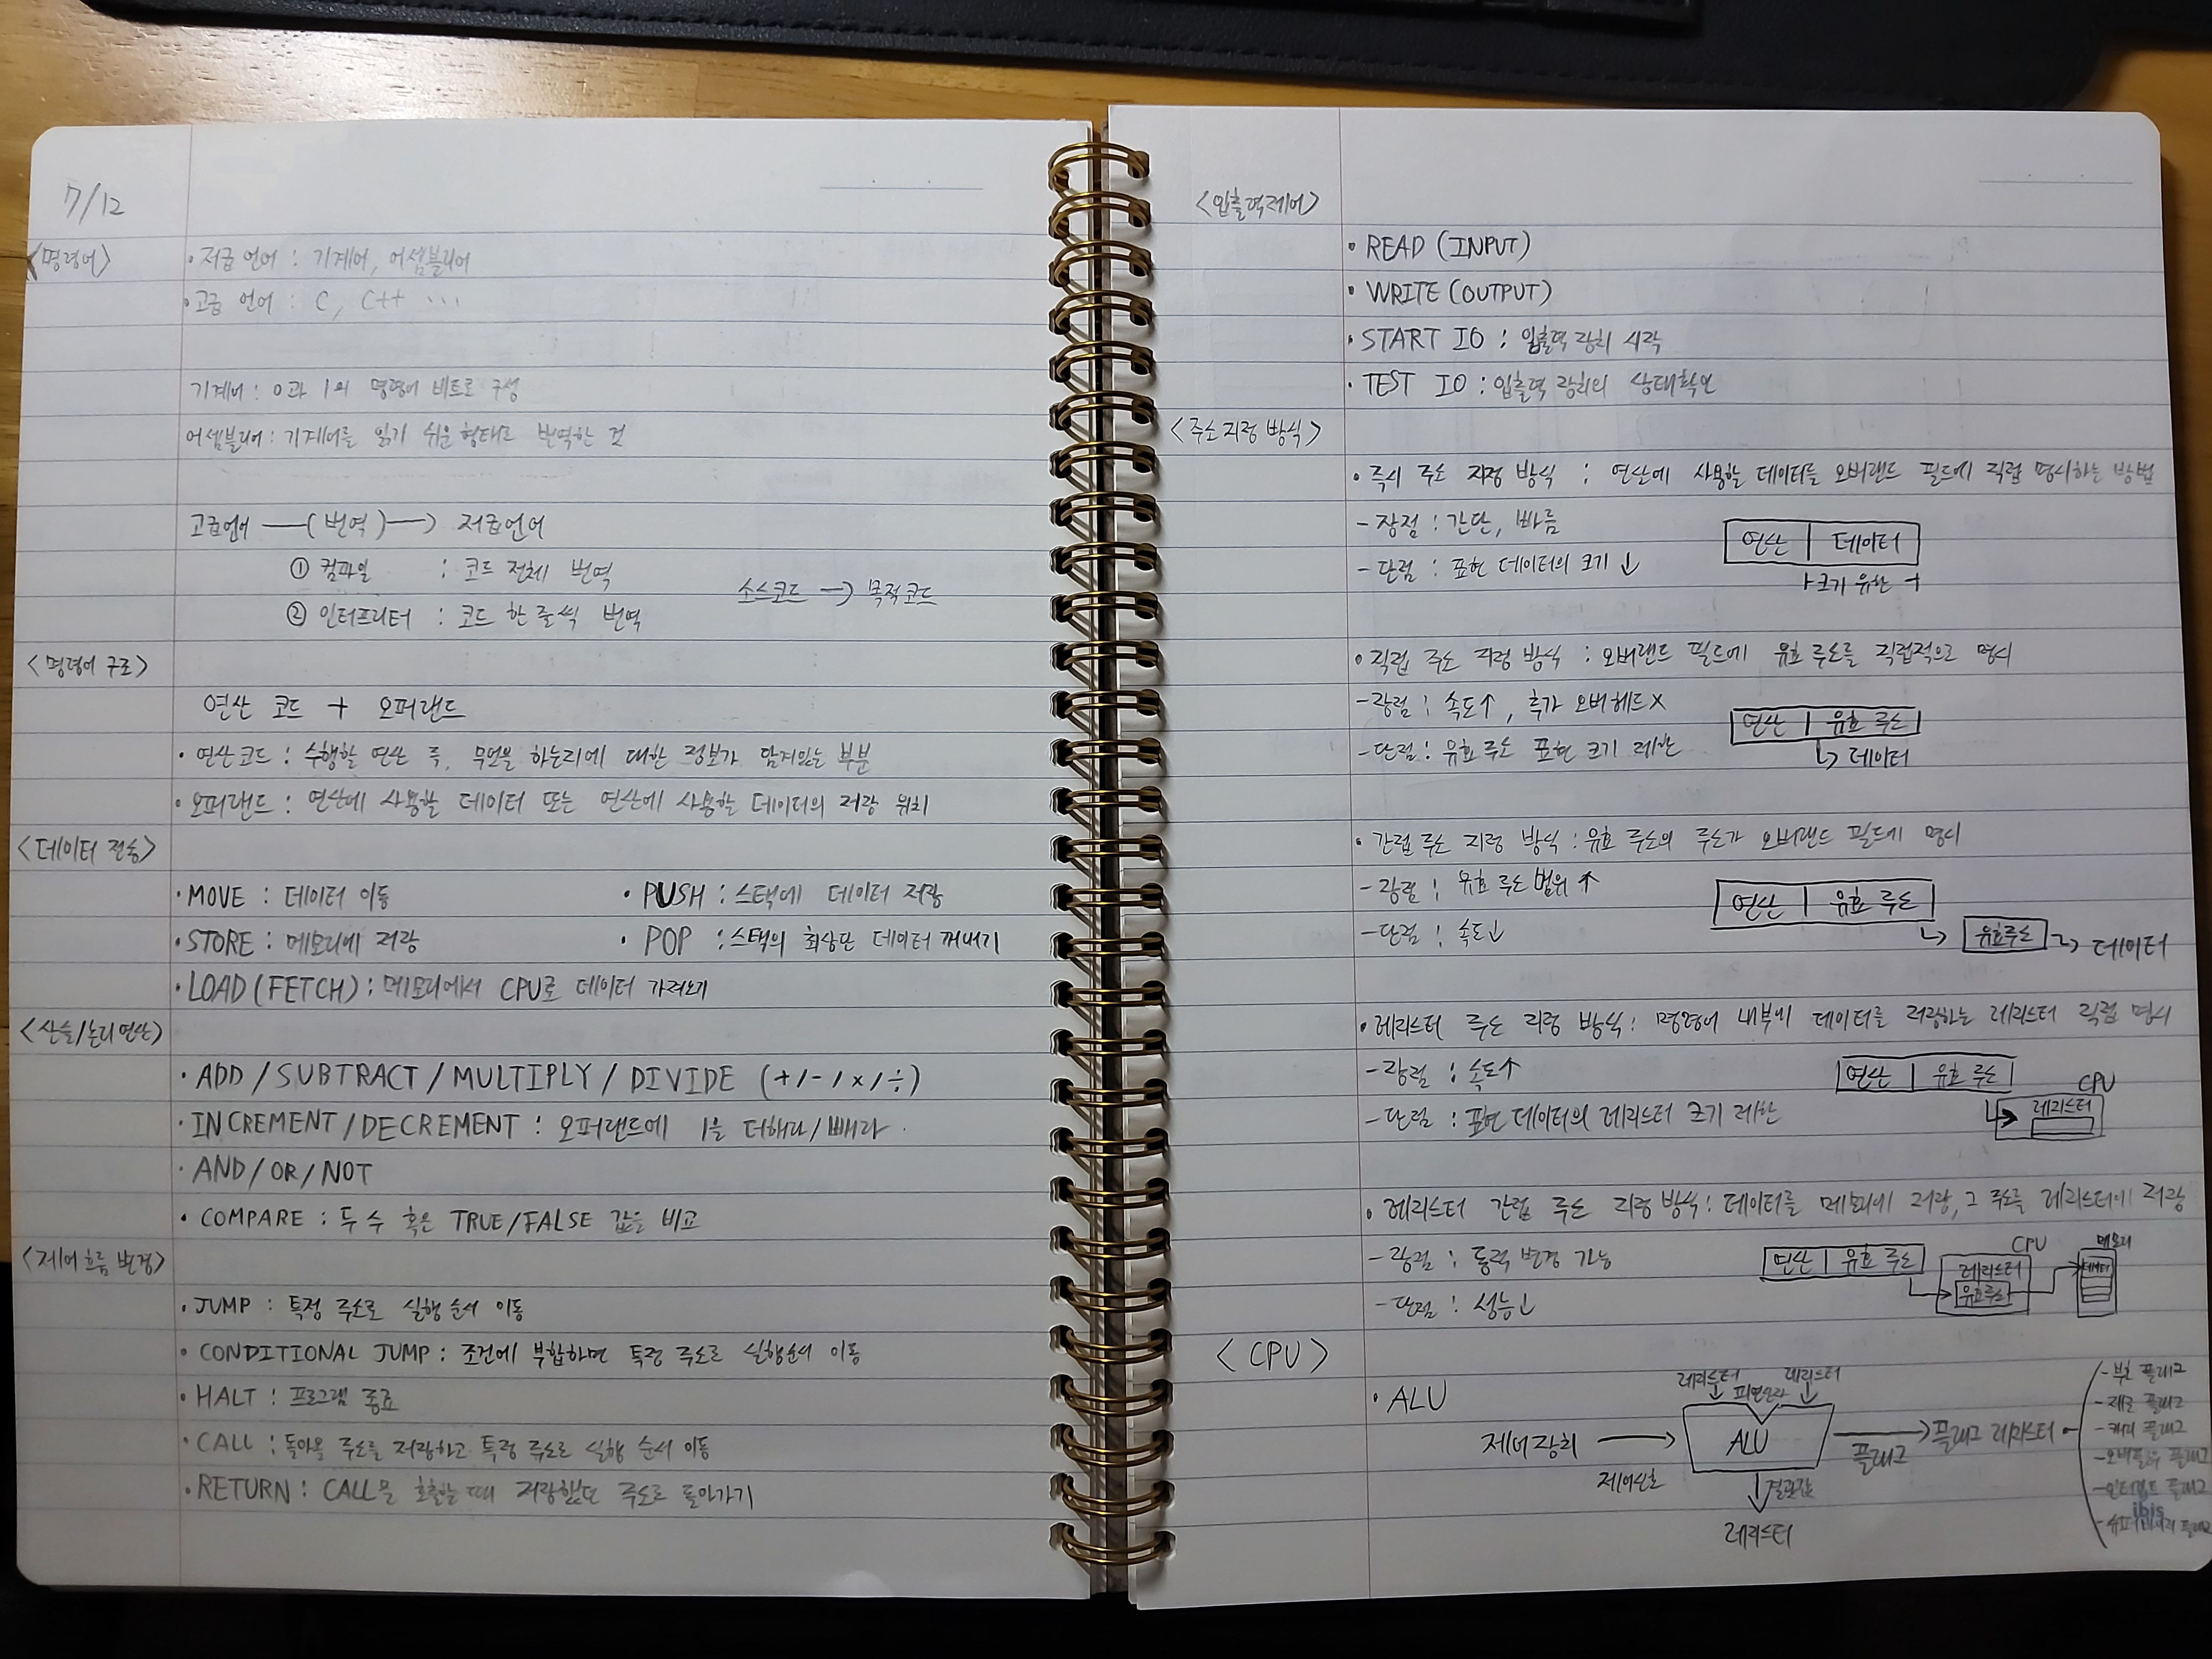 7/12
<명령어>
• 저급 언어 : 기계어, 어셈블리어
• 고급 언어 : C, C++ ...
기계어 : 0과 1의 명령어 비트로 구성
어셈블리어 : 기계어를 읽기 쉬운 형태로 번역한 것
고급언어 —( 번역 )—> 저급언어
① 컴파일 : 코드 전체 번역
소스코드 —> 목적코드
② 인터프리터 : 코드 한 줄씩 번역
<명령어 구조>
연산 코드 + 오퍼랜드
• 연산코드 : 수행할 연산 즉, 무엇을 하는지에 대한 정보가 담겨있는 부분
• 오퍼랜드 : 연산에 사용할 데이터 또는 연산에 사용할 데이터의 저장 위치
<데이터 전송>
• MOVE : 데이터 이동
• PUSH : 스택에 데이터 저장
• STORE : 메모리에 저장
• POP : 스택의 최상단 데이터 꺼내기
• LOAD(FETCH) : 메모리에서 CPU로 데이터 가져오기
<산술/논리 연산>
• ADD / SUBTRACT / MULTIPLY / DIVIDE (+/-/×/÷)
• INCREMENT/DECREMENT : 오퍼랜드에 1을 더해라/빼라.
• AND/OR/NOT
• COMPARE : 두 수 혹은 TRUE/FALSE 값을 비교
<제어 흐름 변경>
• JUMP : 특정 주소로 실행 순서 이동
• CONDITIONAL JUMP : 조건에 부합하면 특정 주소로 실행순서 이동
• HALT : 프로그램 종료
• CALL : 돌아올 주소를 저장하고 특정 주소로 실행 순서 이동
• RETURN : CALL을 호출할 때 저장했던 주소로 돌아가기
<입출력제어>
• READ (INPUT)
• WRITE (OUTPUT)
• START IO : 입출력 장치 시작
• TEST IO : 입출력 장치의 상태확인
<주소 지정 방식>
• 즉시 주소 지정 방식 : 연산에 사용할 데이터를 오버랜드 필드에 직접 명시하는 방법
- 장점 : 간단, 빠름
연산 | 데이터
- 단점 : 표현 데이터의 크기 ↓
크기 유한
• 직접 주소 지정 방식 : 오버랜드 필드에 유효 주소를 직접적으로 명시
- 장점 : 속도↑, 추가 오버헤드×
연산 | 유효 주소
- 단점 : 유효 주소 표현 크기 제한
↳ 데이터
• 간접 주소 지정 방식 : 유효 주소의 주소가 오버랜드 필드에 명시
- 장점 : 유효 주소 범위 ↑
연산 | 유효 주소
- 단점 : 속도↓
↳ 유효주소 ↳ 데이터
• 레지스터 주소 지정 방식 : 명령어 내부에 데이터를 저장하는 레지스터 직접 명시
- 장점 : 속도↑
연산 | 유효 주소
CPU
레지스터
- 단점 : 표현 데이터의 레지스터 크기 제한
• 레지스터 간접 주소 지정 방식 : 데이터를 메모리에 저장, 그 주소를 레지스터에 저장
- 장점 : 동적 변경 가능
연산 | 유효 주소
CPU
레지스터
유효주소
메모리
데이터
- 단점 : 성능↓
<CPU>
• ALU
레지스터
피연산자
레지스터
제어장치 —> ALU —> 플래그 레지스터
제어신호
플래그
결과값
레지스터
- 부호 플래그
- 제로 플래그
- 캐리 플래그
- 오버플로우 플래그
- 인터럽트 플래그
- 슈퍼바이저 플래그
ibis